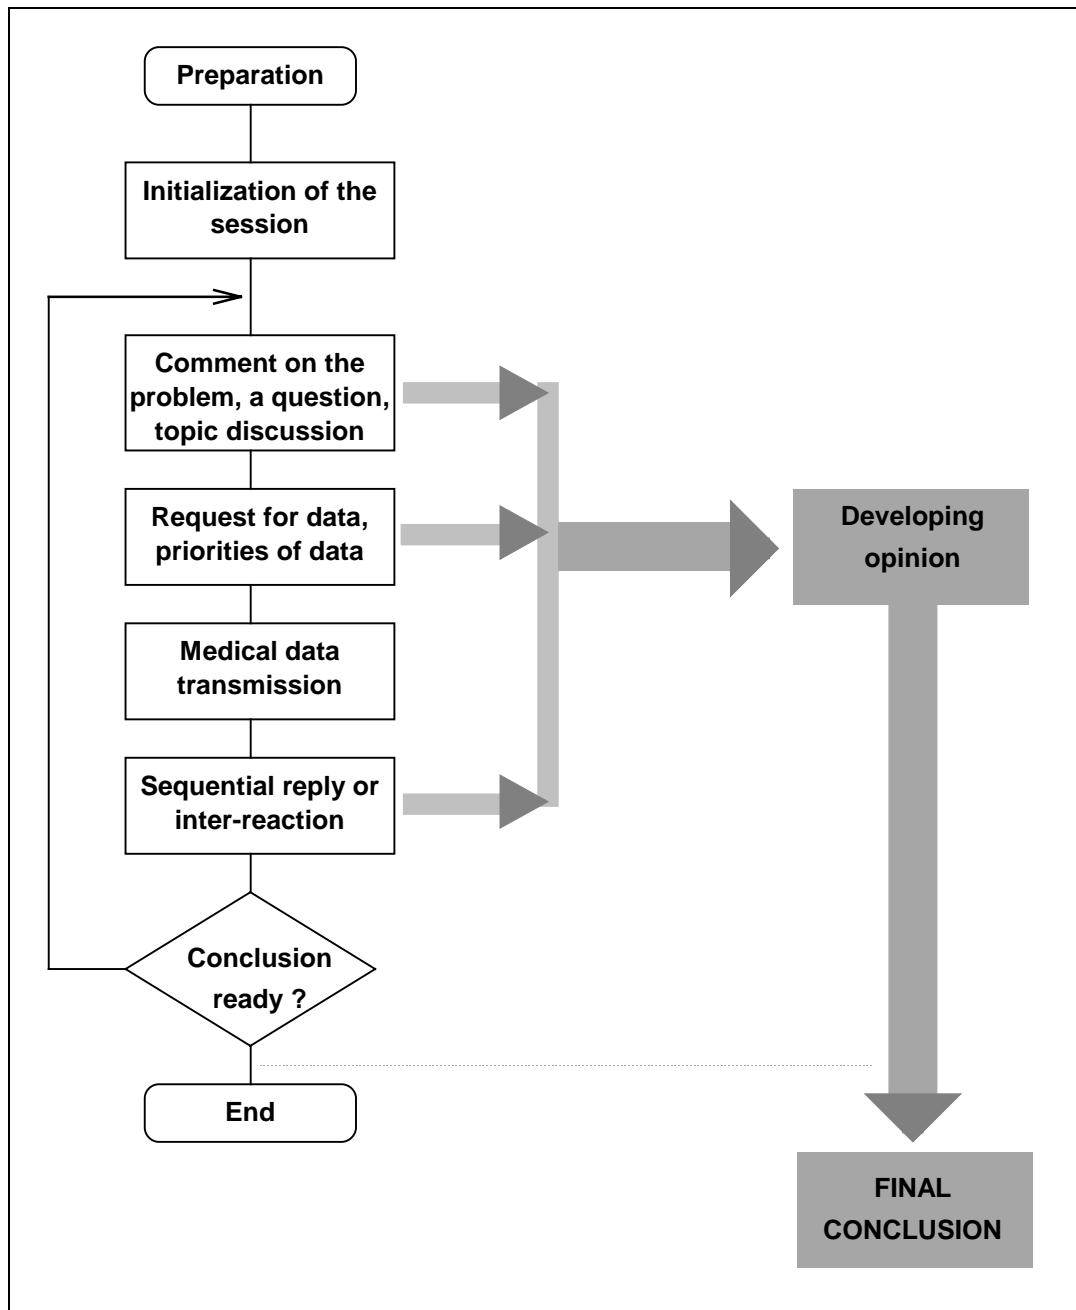 Preparation
Initialization of the
session
Comment on the
problem, a question,
topic discussion
Request for data,
priorities of data
Medical data
transmission
Sequential reply or
inter-reaction
Conclusion
ready ?
End
Developing
opinion
FINAL
CONCLUSION